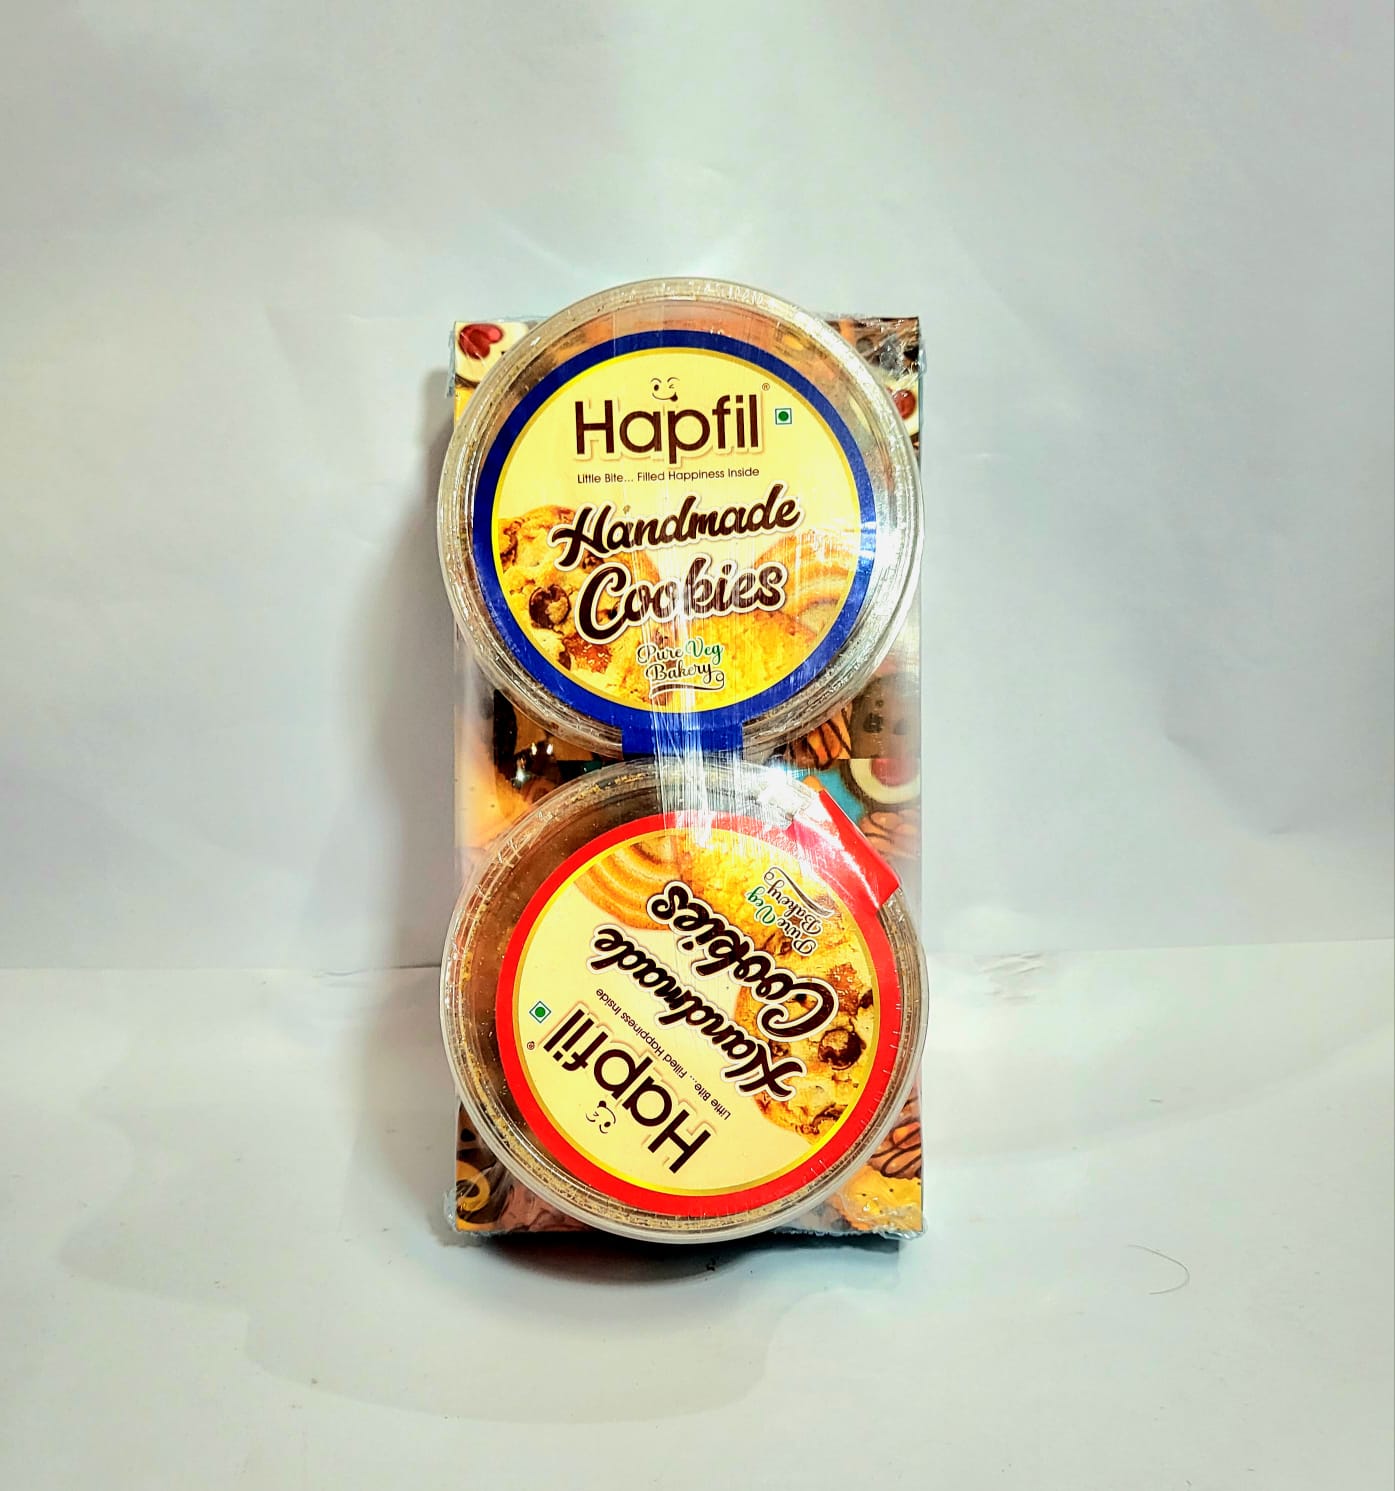 Hapfil®
Little Bite... Filled Happiness Inside
Handmade
Cookies
Pure Veg
Bakery
Hapfil®
Little Bite... Filled Happiness Inside
Handmade
Cookies
Pure Veg
Bakery